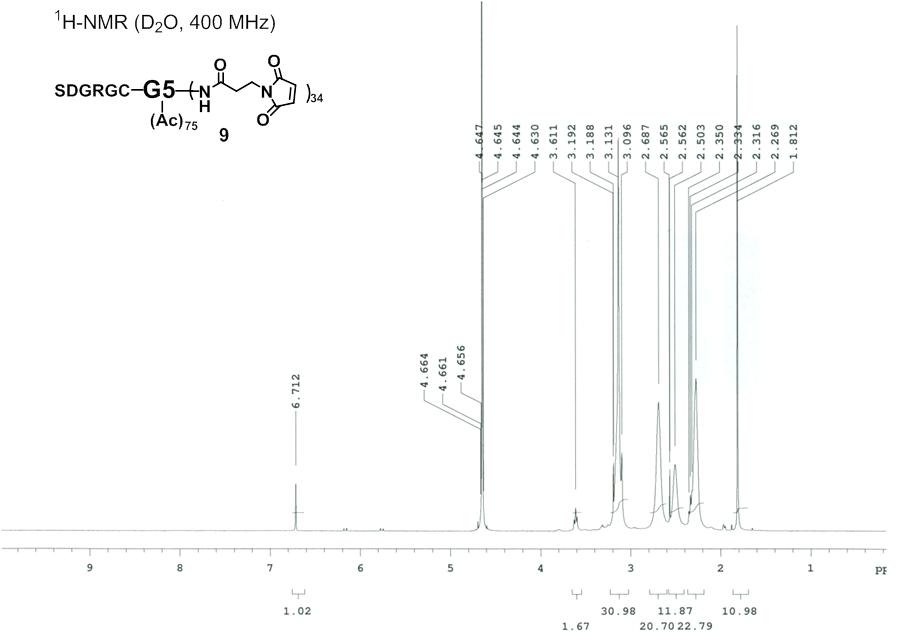 ¹H-NMR (D₂O, 400 MHz)
SDGRGC G5 ( N H O N O O )₃₄
(Ac)₇₅
9
4.647 4.645 4.644 4.630 3.611 3.192 3.188 3.131 3.096 2.687 2.565 2.562 2.503 2.350 2.334 2.316 2.269 1.812
4.664 4.661 4.656
6.712
9 8 7 6 5 4 3 2 1
1.02 30.98 11.87 10.98
1.67 20.70 22.79